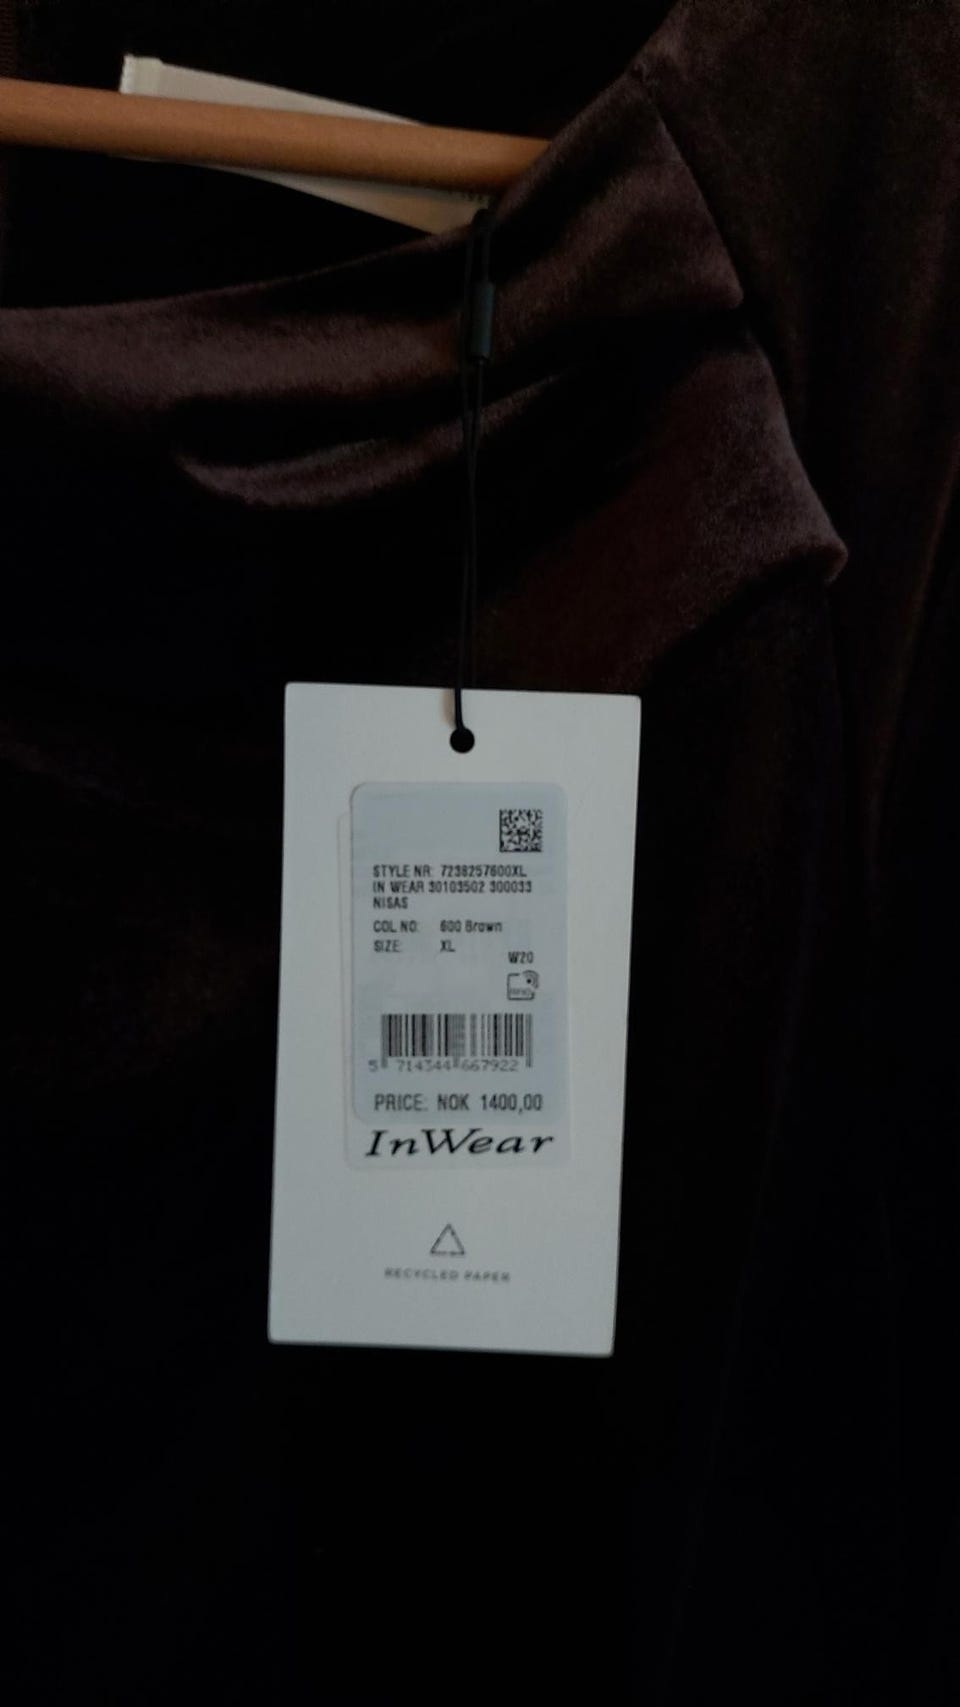 STYLE NR: 7238257600XL
IN WEAR 30103502 300033
NISAS
COL NO: 600 Brown
SIZE: XL
W20
RFID
5 714344 667922
PRICE: NOK 1400,00
InWear
RECYCLED PAPER